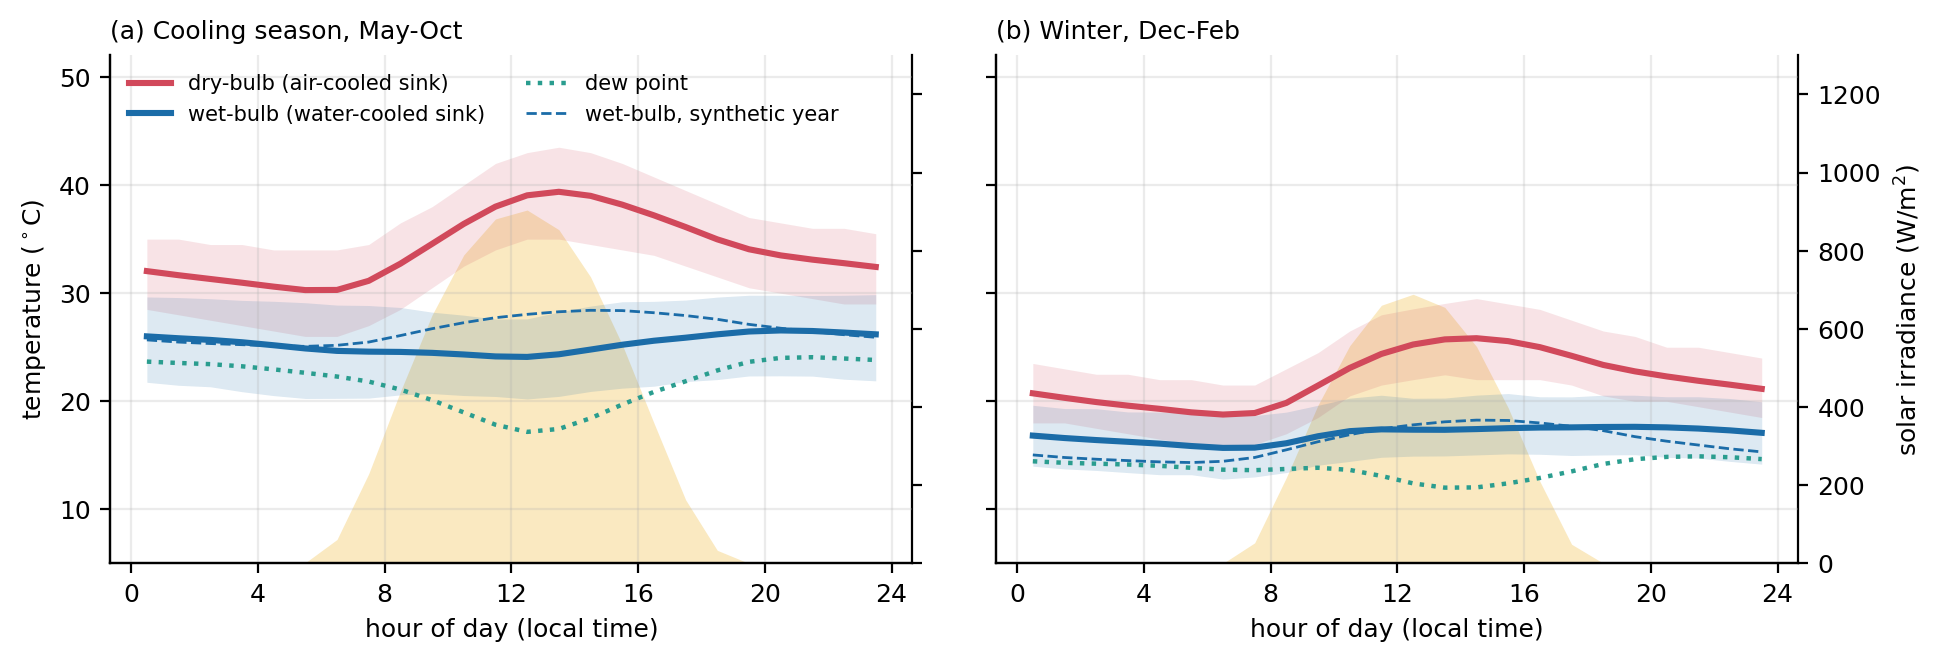 (a) Cooling season, May-Oct
dry-bulb (air-cooled sink)
wet-bulb (water-cooled sink)
dew point
wet-bulb, synthetic year
50
40
30
20
10
temperature (°C)
0 4 8 12 16 20 24
hour of day (local time)
(b) Winter, Dec-Feb
1200
1000
800
600
400
200
0
solar irradiance (W/m²)
0 4 8 12 16 20 24
hour of day (local time)